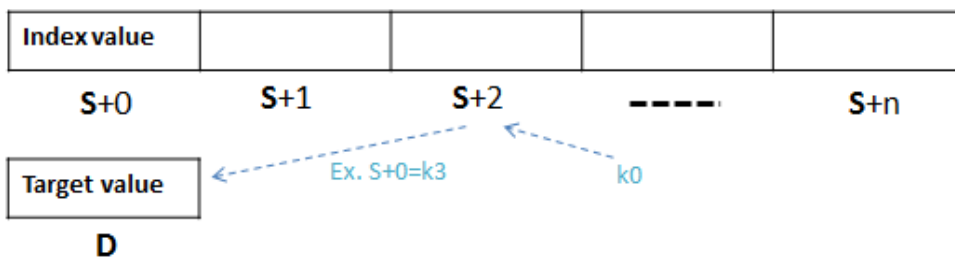 Index value
S+0 S+1 S+2 ----- S+n
Ex. S+0=k3 k0
Target value
D